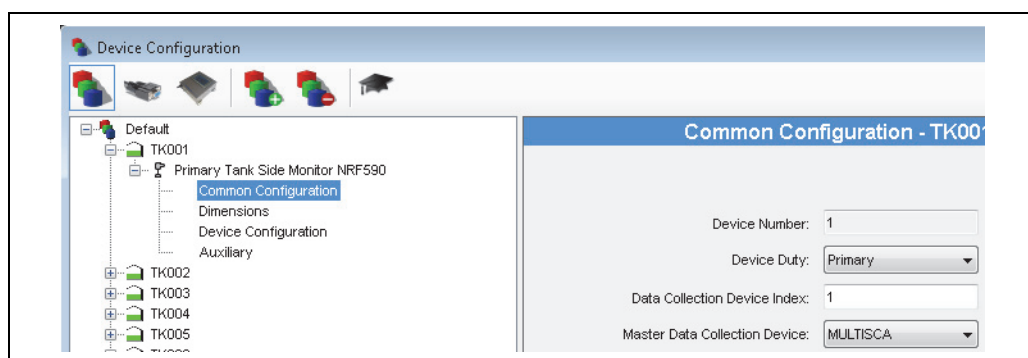 Device Configuration
Default
TK001
Primary Tank Side Monitor NRF590
Common Configuration
Dimensions
Device Configuration
Auxiliary
TK002
TK003
TK004
TK005
Common Configuration - TK001
Device Number: 1
Device Duty: Primary
Data Collection Device Index: 1
Master Data Collection Device: MULTISCA